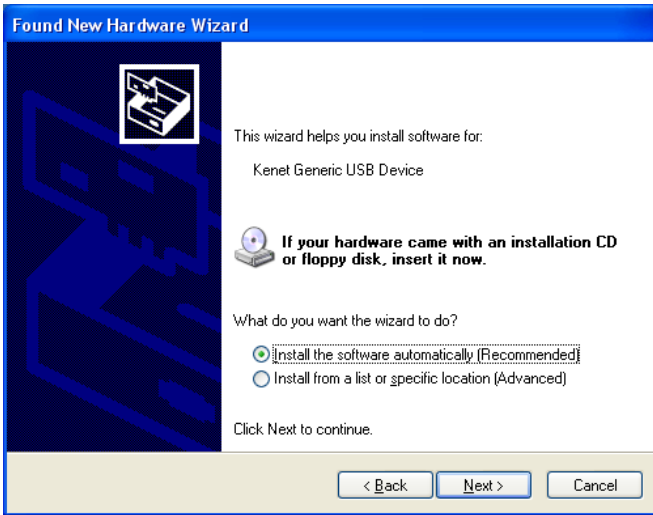 Found New Hardware Wizard
This wizard helps you install software for:
Kenet Generic USB Device
If your hardware came with an installation CD
or floppy disk, insert it now.
What do you want the wizard to do?
Install the software automatically (Recommended)
Install from a list or specific location (Advanced)
Click Next to continue.
< Back
Next >
Cancel